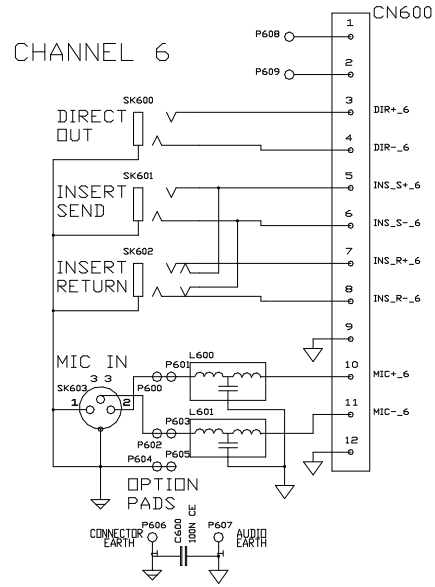 CHANNEL 6
CN600
P608
1
P609
2
DIRECT
OUT
SK600
3
DIR+_6
4
DIR-_6
INSERT
SEND
SK601
5
INS_S+_6
6
INS_S-_6
INSERT
RETURN
SK602
7
INS_R+_6
8
INS_R-_6
9
MIC IN
SK603
3 3
1
2
P601
P600
L600
10
MIC+_6
P603
P602
L601
11
MIC-_6
P604
P605
12
OPTION
PADS
CONNECTOR
EARTH
P606
C600
100N CE
P607
AUDIO
EARTH